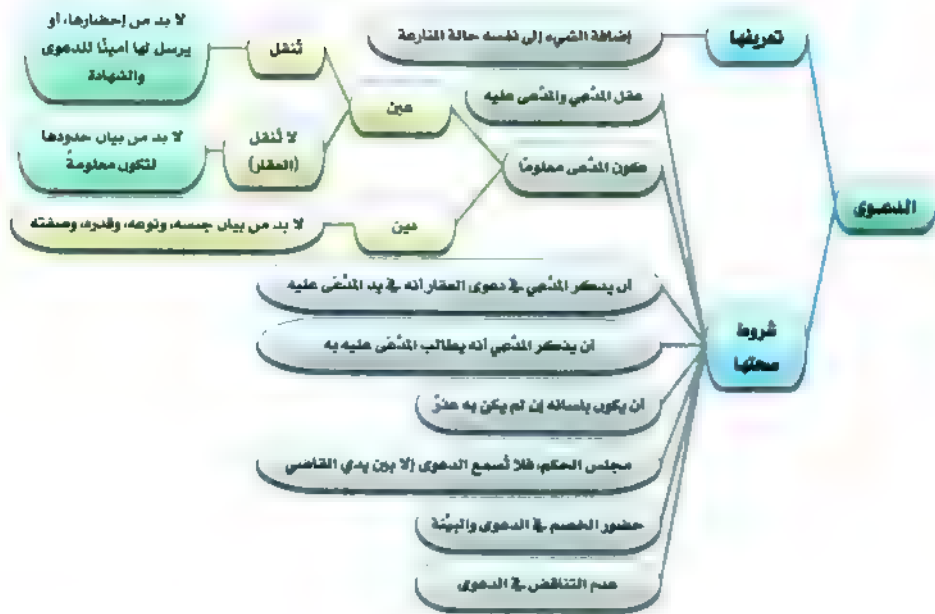 الدعوى
تعريفها
إضافة الشيء إلى نفسه حالة المنازعة
شروط
صحتها
عقل المدَّعي والمدَّعى عليه
كون المدَّعى معلومًا
عين
تُنقل
لا بد من إحضارها، أو
يرسل لها أمينًا للدعوى
والشهادة
لا تُنقل
(العقار)
لا بد من بيان حدودها
لتكون معلومة
دين
لا بد من بيان جنسه، ونوعه، وقدره، وصفته
أن يذكر المدَّعي في دعوى العقار أنه في يد المدَّعى عليه
أن يذكر المدَّعي أنه يطالب المدَّعى عليه به
أن يكون بلسانه إن لم يكن به عذرٌ
مجلس الحكم، فلا تُسمع الدعوى إلا بين يدي القاضي
حضور الخصم في الدعوى والبيِّنة
عدم التناقض في الدعوى